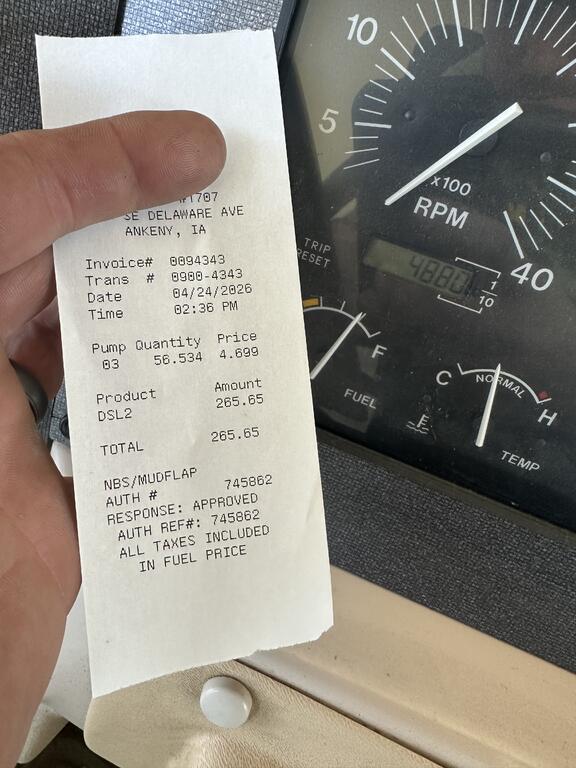 #1707
SE DELAWARE AVE
ANKENY, IA
Invoice# 0094343
Trans # 0900-4343
Date 04/24/2026
Time 02:36 PM
Pump Quantity Price
03 56.534 4.699
Product Amount
DSL2 265.65
TOTAL 265.65
NBS/MUDFLAP
AUTH # 745862
RESPONSE: APPROVED
AUTH REF#: 745862
ALL TAXES INCLUDED
IN FUEL PRICE
10
5
x100
RPM
40
TRIP
RESET
4880
1
10
F
FUEL
C
NORMAL
H
TEMP